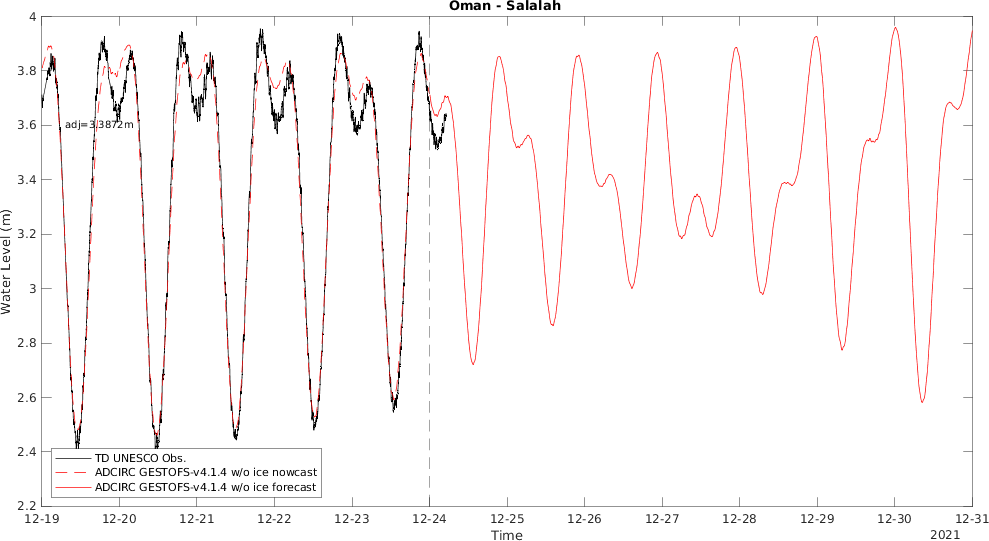 Oman - Salalah
4
3.8
3.6
3.4
3.2
3
2.8
2.6
2.4
2.2
Water Level (m)
adj=3.3872m
TD UNESCO Obs.
ADCIRC GESTOFS-v4.1.4 w/o ice nowcast
ADCIRC GESTOFS-v4.1.4 w/o ice forecast
12-19 12-20 12-21 12-22 12-23 12-24 12-25 12-26 12-27 12-28 12-29 12-30 12-31
Time
2021